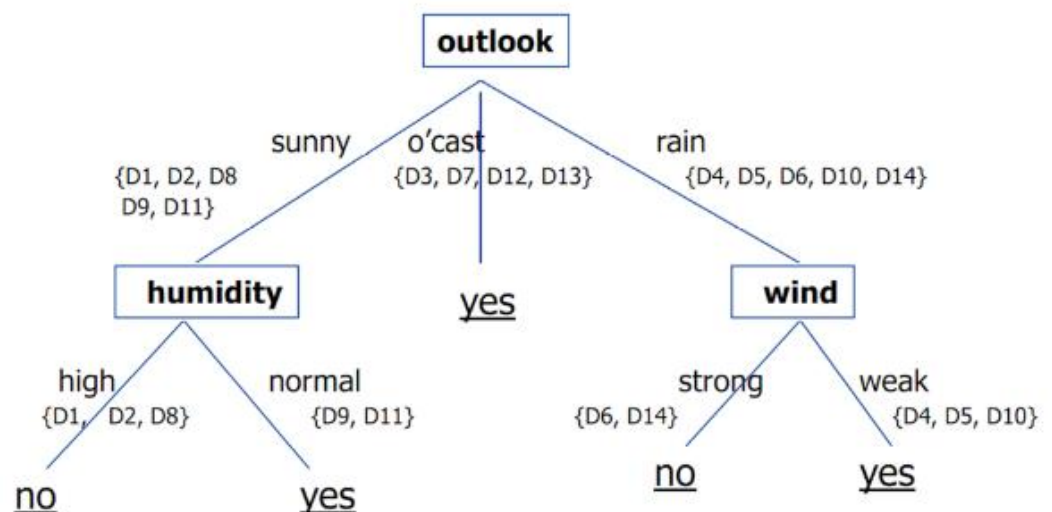 outlook
sunny
o'cast
rain
{D1, D2, D8
D9, D11}
{D3, D7, D12, D13}
{D4, D5, D6, D10, D14}
humidity
yes
wind
high
normal
strong
weak
{D1, D2, D8}
{D9, D11}
{D6, D14}
{D4, D5, D10}
no
yes
no
yes